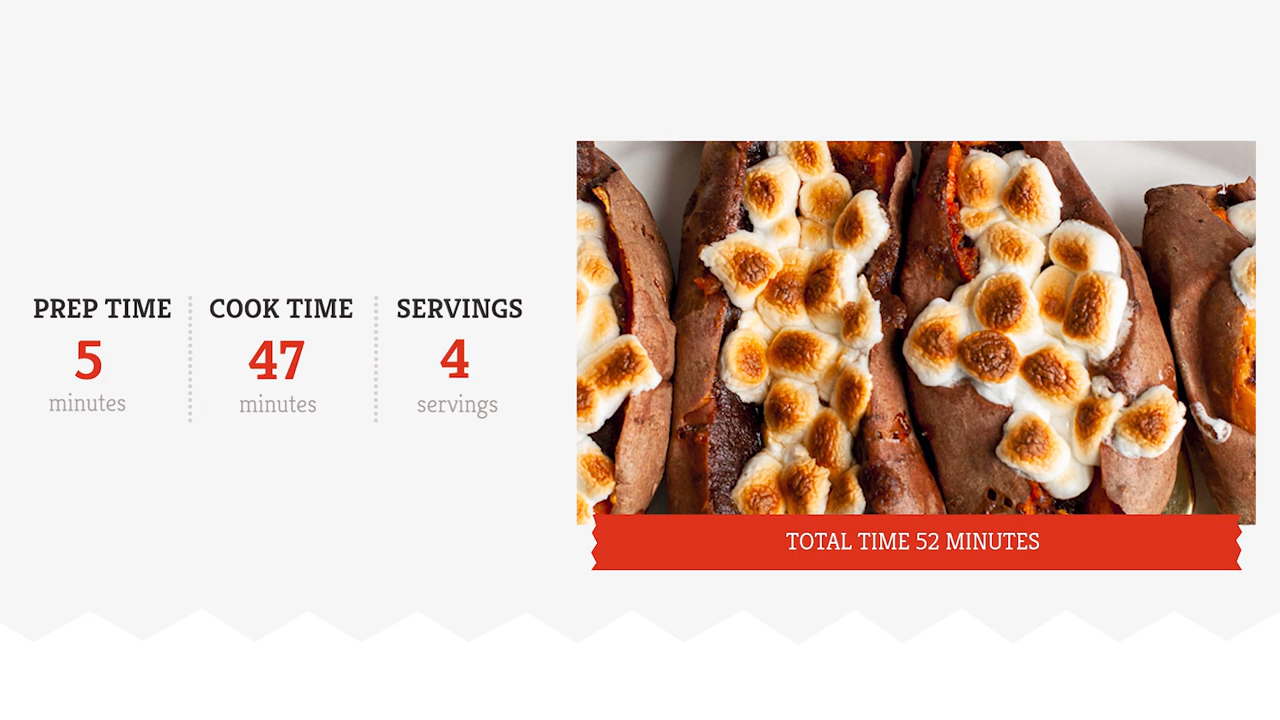 PREP TIME
5
minutes
COOK TIME
47
minutes
SERVINGS
4
servings
TOTAL TIME 52 MINUTES